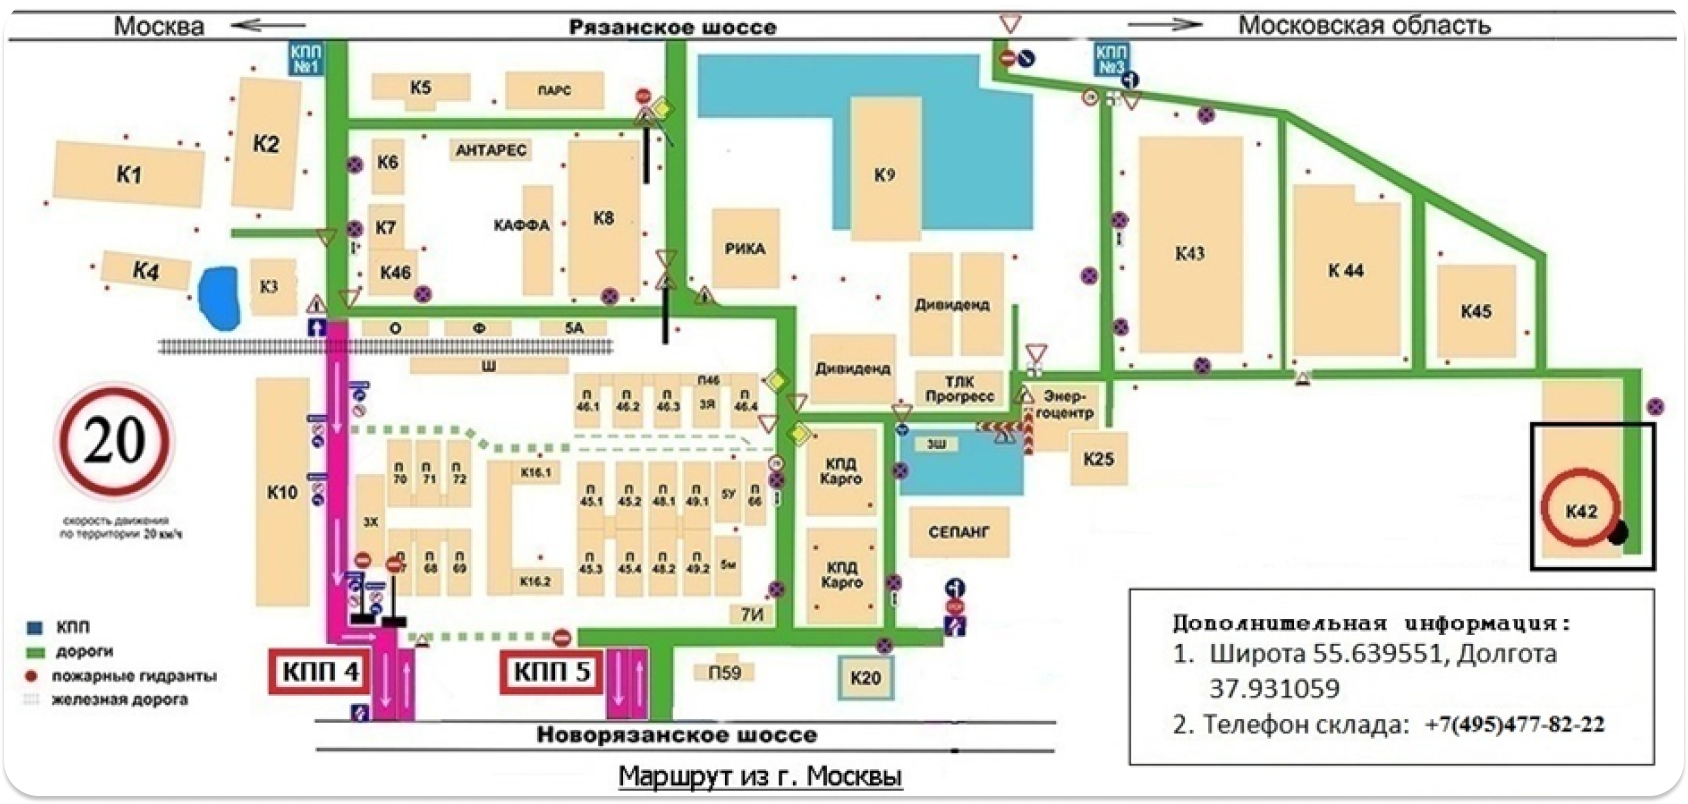 Москва
Рязанское шоссе
Московская область
КПП
№1
КПП
№3
К5
ПАРС
К2
К1
К6
АНТАРЕС
К9
К7
КАФФА
К8
РИКА
К43
К 44
К4
К3
К46
Дивиденд
К45
О
Ф
5А
Ш
Дивиденд
ТЛК
Прогресс
Энер-
гоцентр
П
46.1
П
46.2
П
46.3
П46
3Я
П
46.4
20
скорость движения
по территории 20 км/ч
3Ш
К25
К10
П
70
П
71
П
72
К16.1
П
45.1
П
45.2
П
48.1
П
49.1
5У
П
66
КПД
Карго
К42
3Х
СЕПАНГ
П
68
П
69
К16.2
П
45.3
П
45.4
П
48.2
П
49.2
5м
КПД
Карго
7И
КПП
дороги
пожарные гидранты
железная дорога
КПП 4
КПП 5
П59
К20
Дополнительная информация:
1. Широта 55.639551, Долгота
37.931059
2. Телефон склада: +7(495)477-82-22
Новорязанское шоссе
Маршрут из г. Москвы